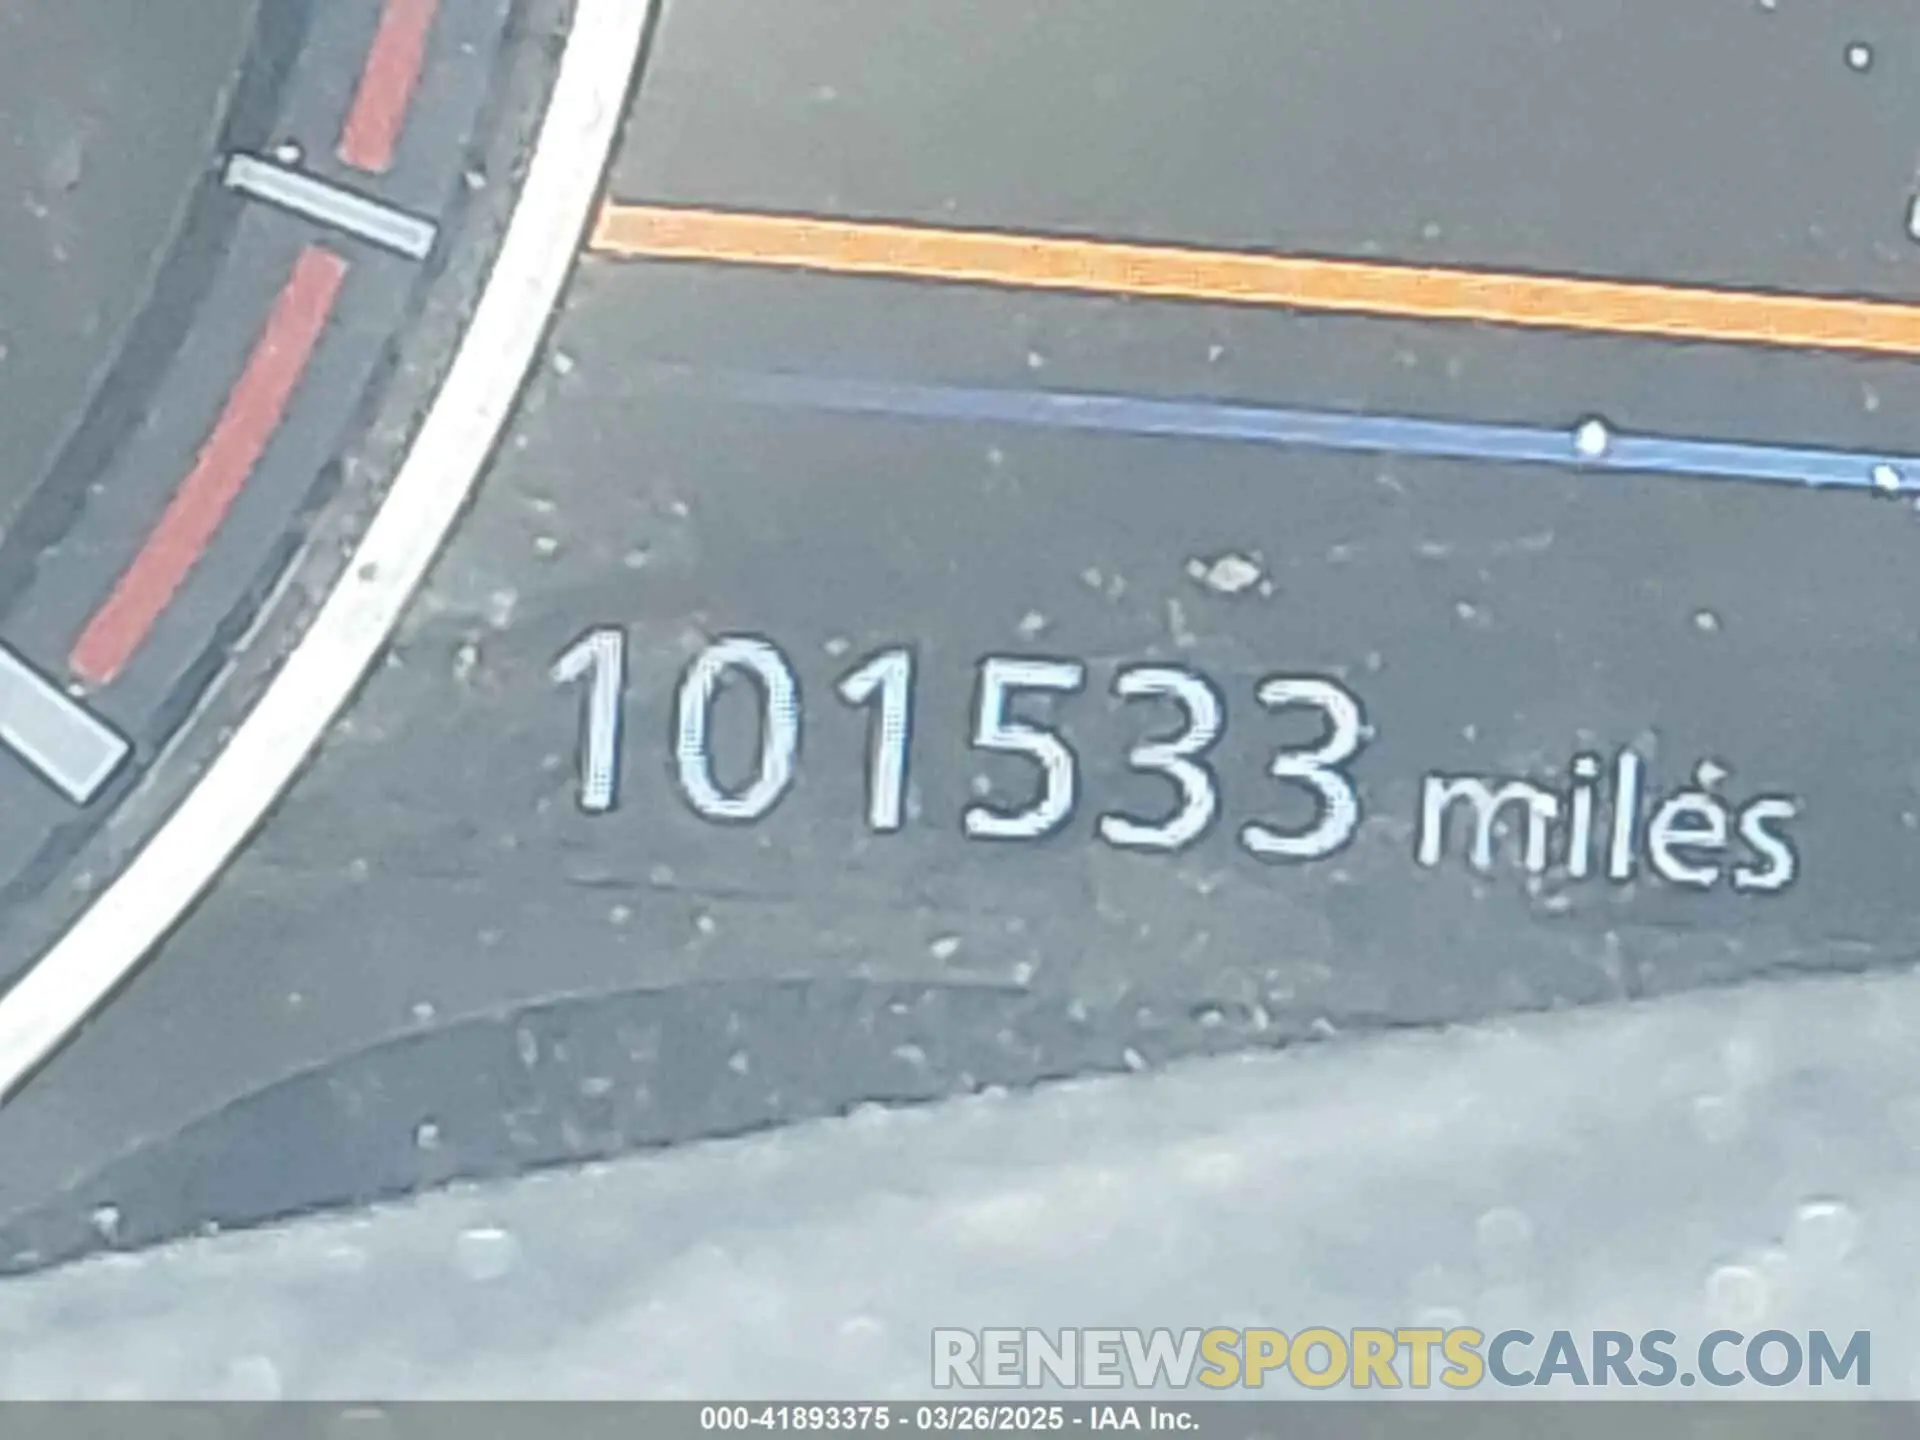 101533 miles
RENEWSPORTSCARS.COM
000-41893375 - 03/26/2025 - IAA Inc.